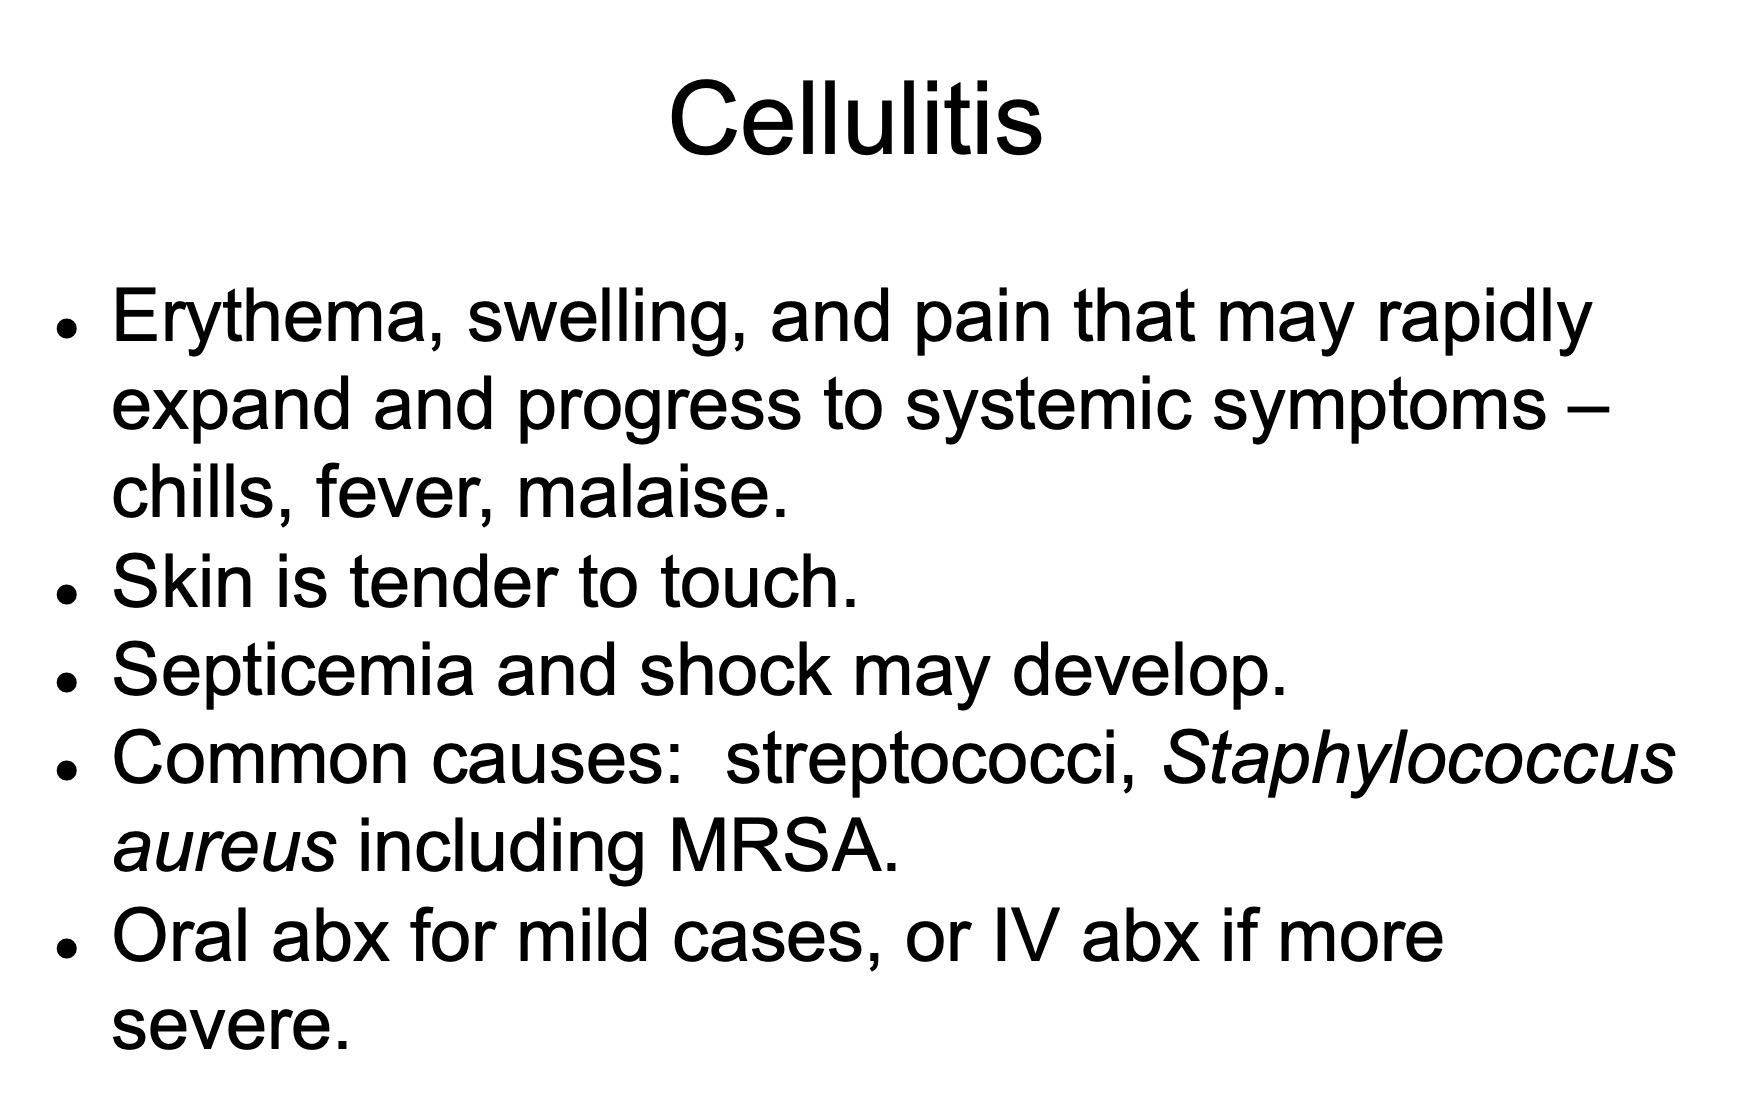 Cellulitis
• Erythema, swelling, and pain that may rapidly
expand and progress to systemic symptoms –
chills, fever, malaise.
• Skin is tender to touch.
• Septicemia and shock may develop.
• Common causes:  streptococci, Staphylococcus
aureus including MRSA.
• Oral abx for mild cases, or IV abx if more
severe.